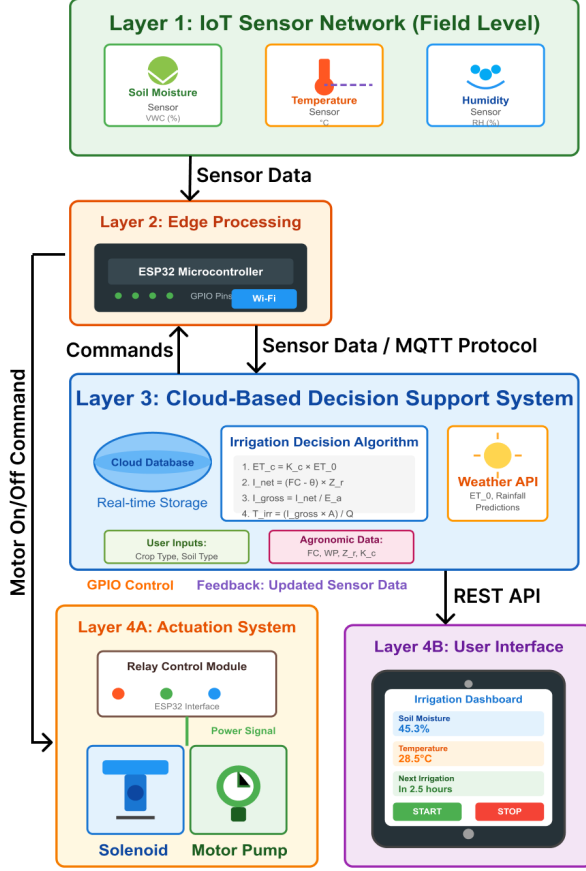 Layer 1: IoT Sensor Network (Field Level)
Soil Moisture
Sensor
VWC (%)
Temperature
Sensor
°C
Humidity
Sensor
RH (%)
Sensor Data
Layer 2: Edge Processing
ESP32 Microcontroller
GPIO Pins
Wi-Fi
Commands
Sensor Data / MQTT Protocol
Motor On/Off Command
Layer 3: Cloud-Based Decision Support System
Cloud Database
Real-time Storage
Irrigation Decision Algorithm
1. ET_c = K_c × ET_0
2. I_net = (FC - θ) × Z_r
3. I_gross = I_net / E_a
4. T_irr = (I_gross × A) / Q
Weather API
ET_0, Rainfall
Predictions
User Inputs:
Crop Type, Soil Type
Agronomic Data:
FC, WP, Z_r, K_c
GPIO Control
Feedback: Updated Sensor Data
REST API
Layer 4A: Actuation System
Relay Control Module
ESP32 Interface
Power Signal
Solenoid
Motor Pump
Layer 4B: User Interface
Irrigation Dashboard
Soil Moisture
45.3%
Temperature
28.5°C
Next Irrigation
In 2.5 hours
START
STOP